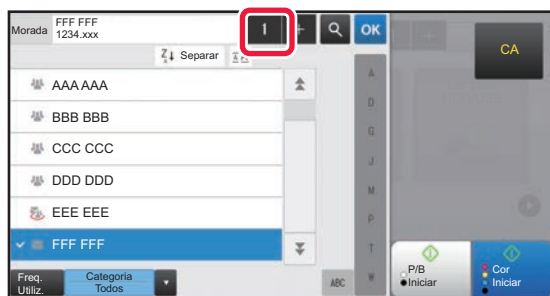 Morada
FFF FFF
1234.xxx
1
+
OK
CA
Z A Separar
AAA AAA
BBB BBB
CCC CCC
DDD DDD
EEE EEE
FFF FFF
A
D
G
J
M
P
T
W
Freq.
Utiliz.
Categoria
Todos
ABC
P/B
Iniciar
Cor
Iniciar